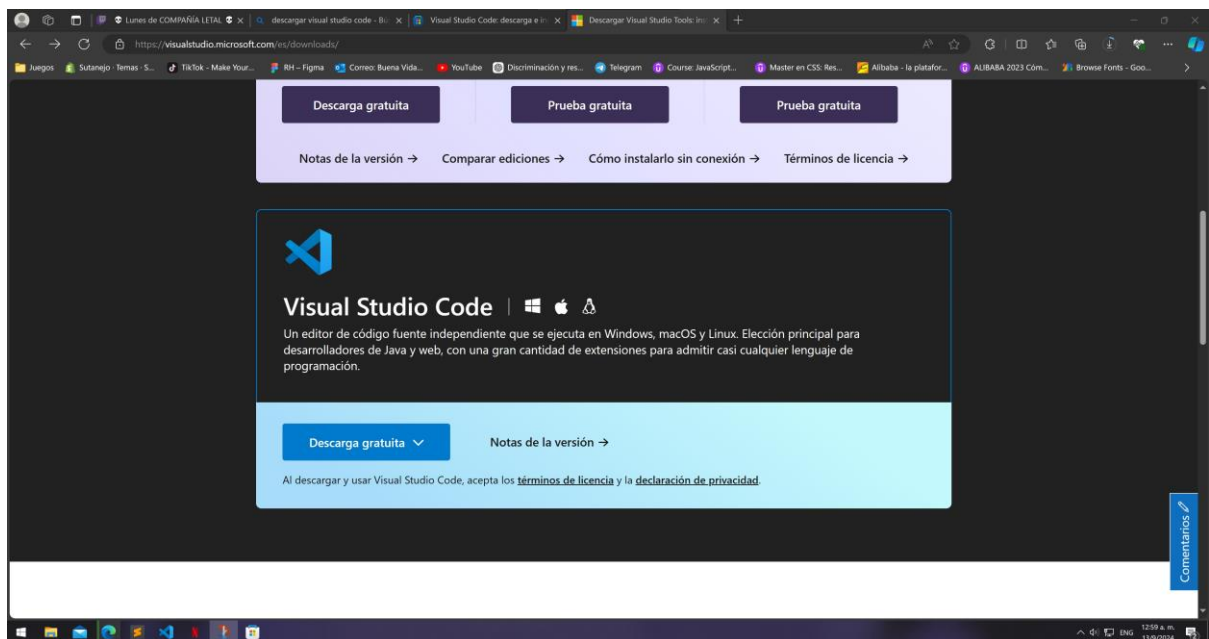 Lunes de COMPAÑÍA LETAL
descargar visual studio code - Bú
Visual Studio Code: descarga e in
Descargar Visual Studio Tools: ins
https://visualstudio.microsoft.com/es/downloads/
Juegos
Sutanejo · Temas · S...
TikTok - Make Your...
RH – Figma
Correo: Buena Vida...
YouTube
Discriminación y res...
Telegram
Course: JavaScript...
Master en CSS: Res...
Alibaba - la platafor...
ALIBABA 2023 Cóm...
Browse Fonts - Goo...
Descarga gratuita
Prueba gratuita
Prueba gratuita
Notas de la versión →
Comparar ediciones →
Cómo instalarlo sin conexión →
Términos de licencia →
Visual Studio Code
Un editor de código fuente independiente que se ejecuta en Windows, macOS y Linux. Elección principal para
desarrolladores de Java y web, con una gran cantidad de extensiones para admitir casi cualquier lenguaje de
programación.
Descarga gratuita
Notas de la versión →
Al descargar y usar Visual Studio Code, acepta los términos de licencia y la declaración de privacidad.
Comentarios
ENG
12:59 a. m.
13/9/2024